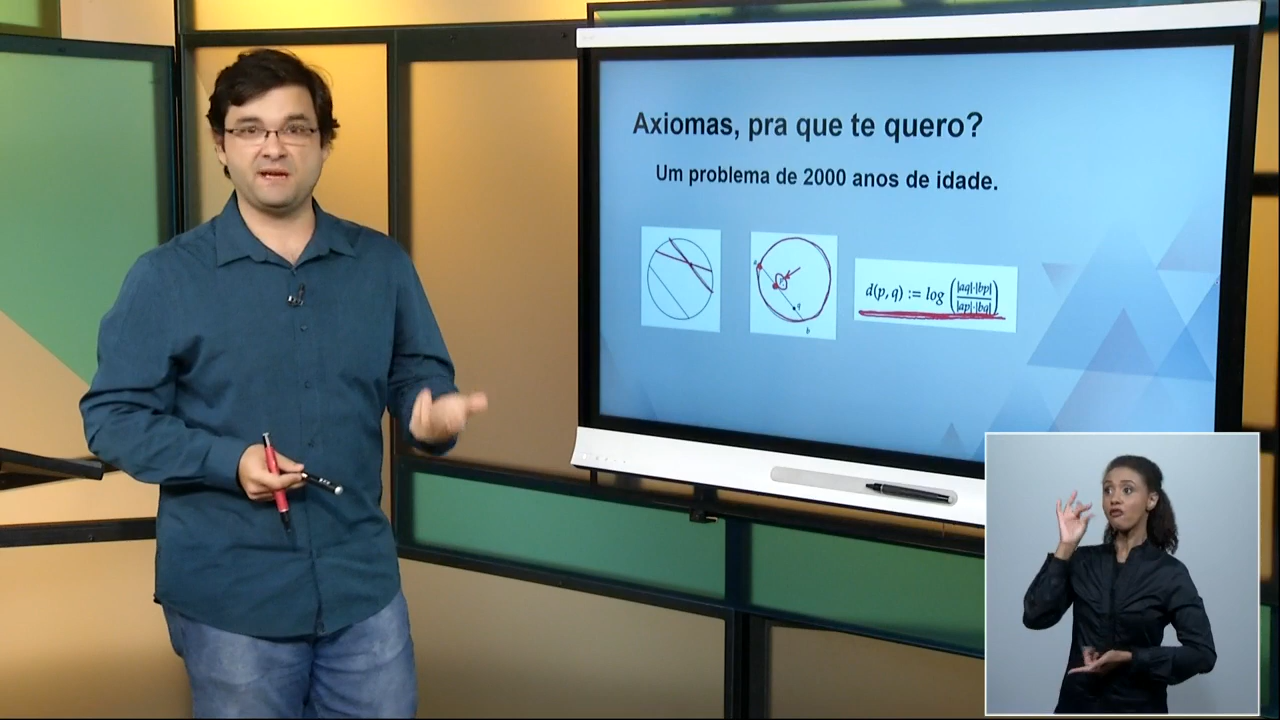 Axiomas, pra que te quero?
Um problema de 2000 anos de idade.
d(p, q) := log (|aq|·|bp| / |ap|·|bq|)
q
b